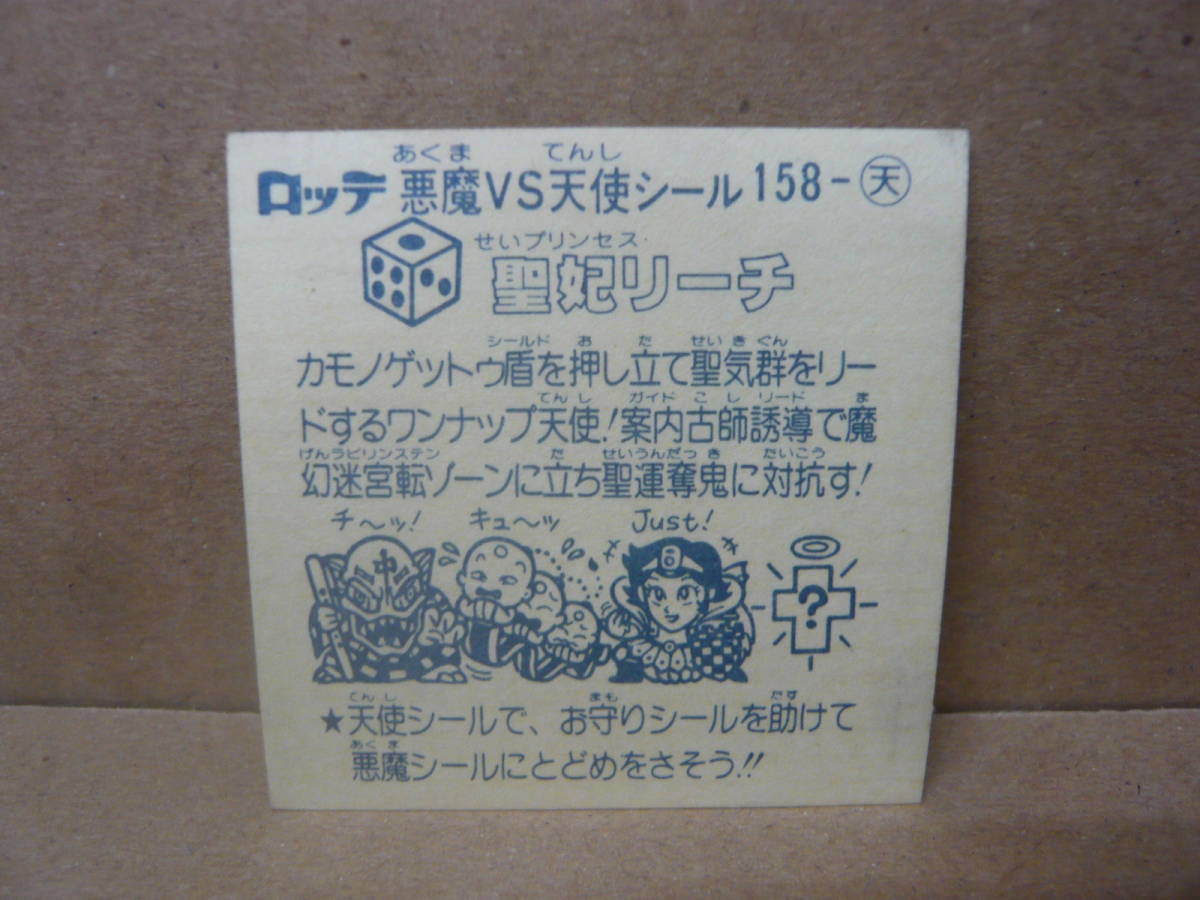 ロッテ 悪魔VS天使シール 158-天
あくま てんし
せいプリンセス
聖妃リーチ
シールド お た せいきぐん
カモノゲットゥ盾を押し立て聖気群をリー
てんし ガイド こし リード ま
ドするワンナップ天使!案内古師誘導で魔
げんラビリンステン た せいうんだっき たいこう
幻迷宮転ゾーンに立ち聖運奪鬼に対抗す!
チ〜ッ! キュ〜ッ Just!
中
?
てんし まも たす
★天使シールで、お守りシールを助けて
あくま
悪魔シールにとどめをさそう!!